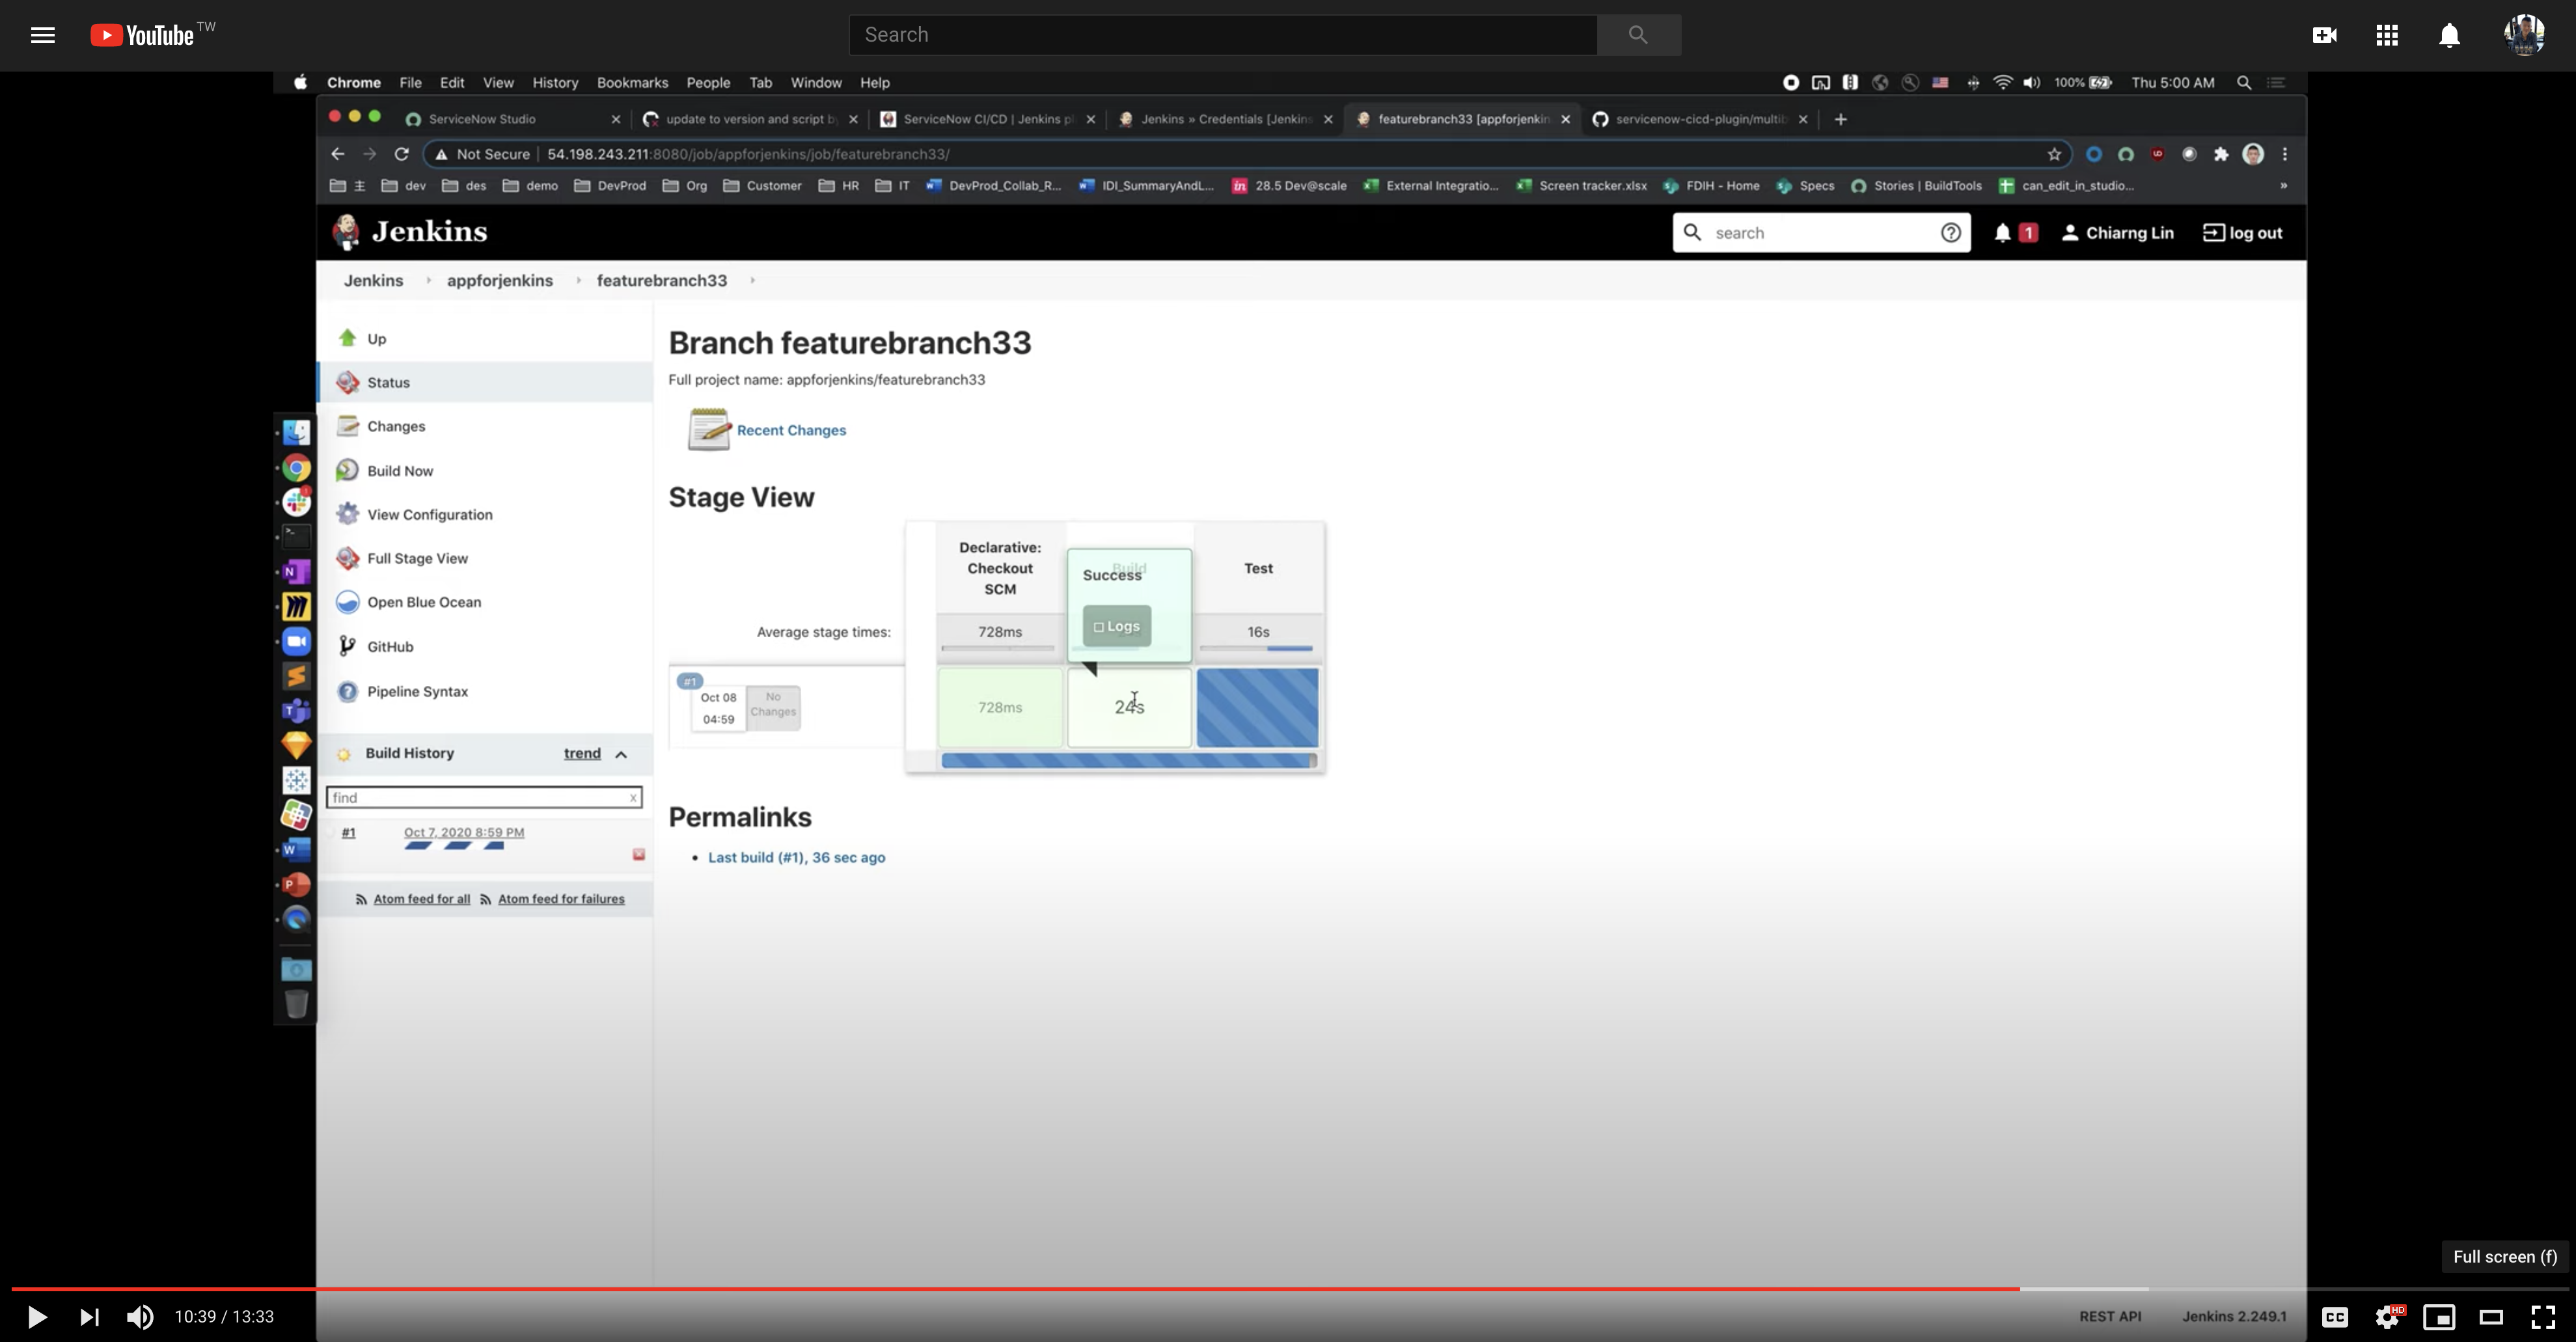 YouTube TW
Search
Chrome File Edit View History Bookmarks People Tab Window Help
100% Thu 5:00 AM
ServiceNow Studio
update to version and script b
ServiceNow CI/CD | Jenkins pl
Jenkins » Credentials [Jenkins
featurebranch33 [appforjenkin
servicenow-cicd-plugin/multib
Not Secure | 54.198.243.211:8080/job/appforjenkins/job/featurebranch33/
主 dev des demo DevProd Org Customer HR IT DevProd_Collab_R... IDI_SummaryAndL... 28.5 Dev@scale External Integratio... Screen tracker.xlsx FDIH - Home Specs Stories | BuildTools can_edit_in_studio... »
Jenkins
search
1
Chiarng Lin
log out
Jenkins appforjenkins featurebranch33
Up
Status
Changes
Build Now
View Configuration
Full Stage View
Open Blue Ocean
GitHub
Pipeline Syntax
Build History trend
find x
#1 Oct 7, 2020 8:59 PM
Atom feed for all Atom feed for failures
Branch featurebranch33
Full project name: appforjenkins/featurebranch33
Recent Changes
Stage View
Declarative:
Checkout
SCM
Build
Success
Logs
Test
Average stage times:
728ms
16s
#1
Oct 08
04:59
No
Changes
728ms
24s
Permalinks
Last build (#1), 36 sec ago
Full screen (f)
10:39 / 13:33
REST API Jenkins 2.249.1
CC
HD